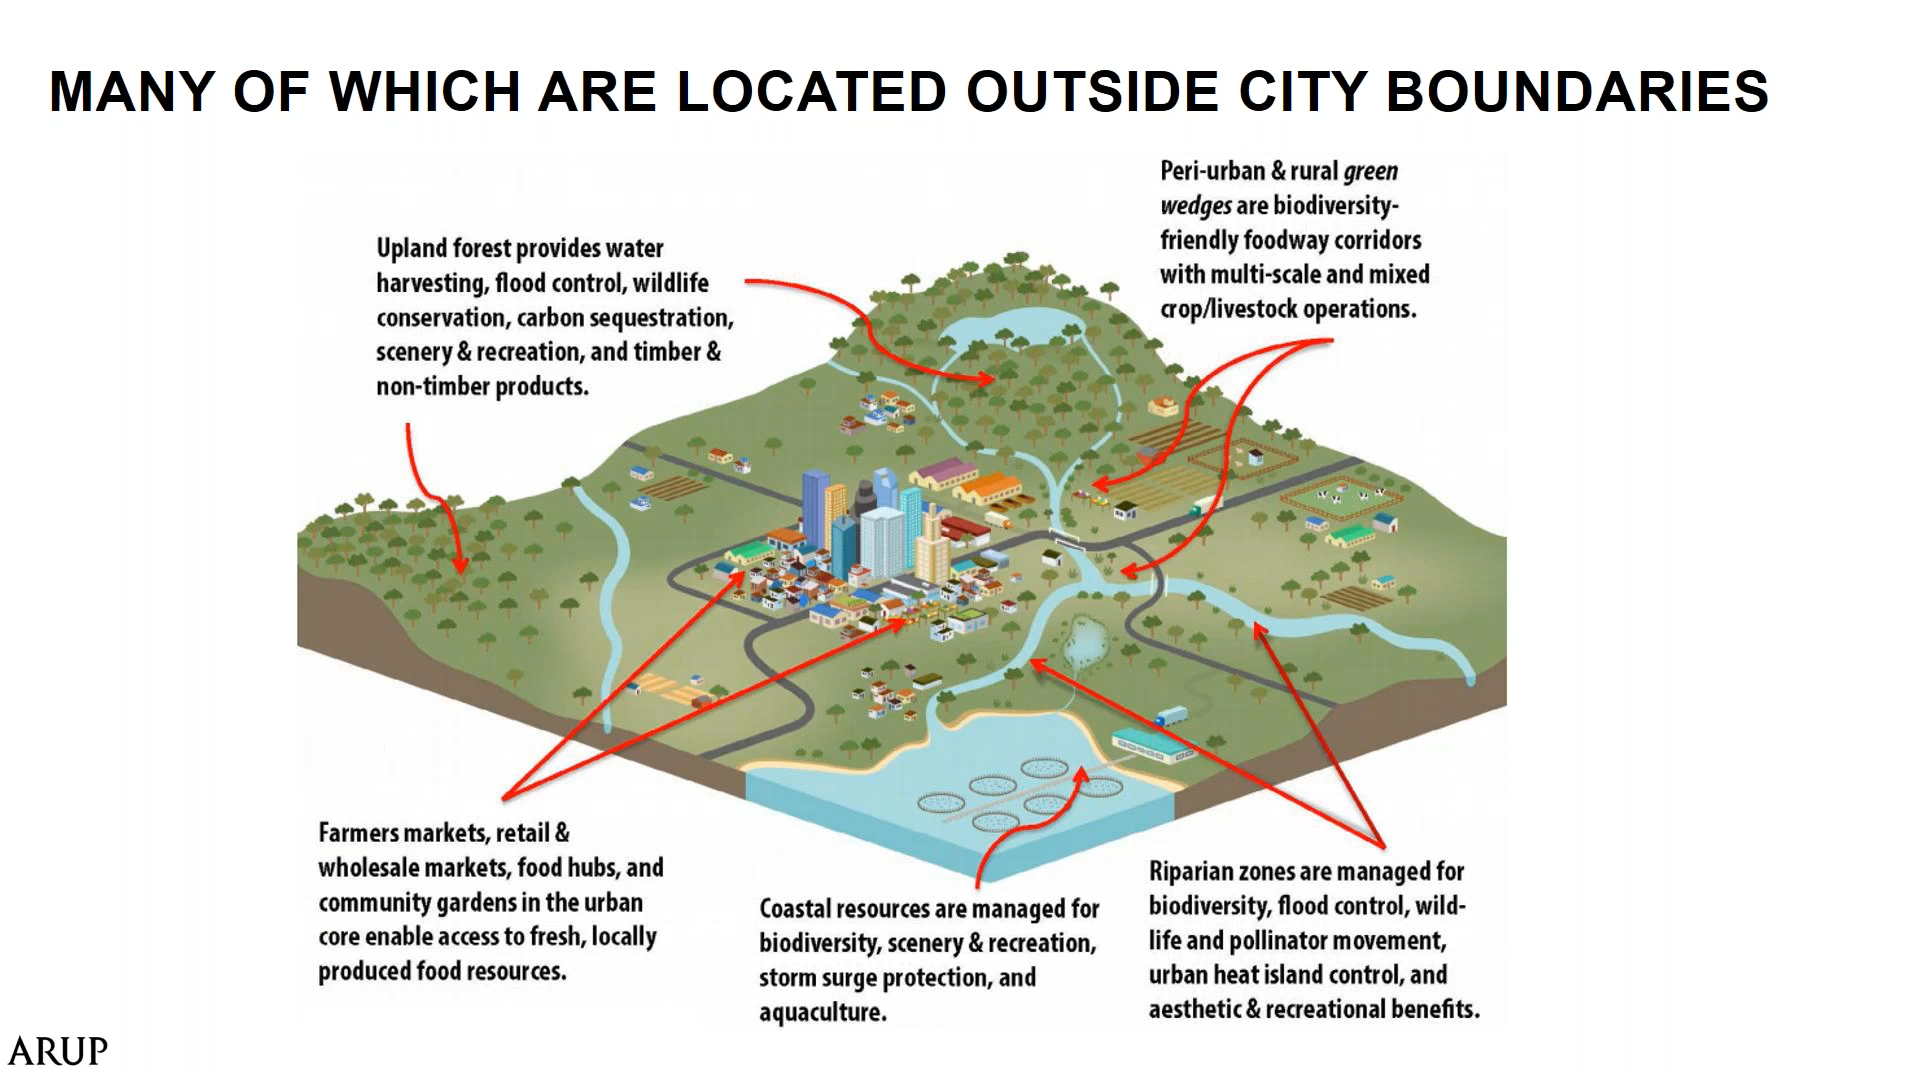 MANY OF WHICH ARE LOCATED OUTSIDE CITY BOUNDARIES
Upland forest provides water
harvesting, flood control, wildlife
conservation, carbon sequestration,
scenery & recreation, and timber &
non-timber products.
Peri-urban & rural green
wedges are biodiversity-
friendly foodway corridors
with multi-scale and mixed
crop/livestock operations.
Farmers markets, retail &
wholesale markets, food hubs, and
community gardens in the urban
core enable access to fresh, locally
produced food resources.
Coastal resources are managed for
biodiversity, scenery & recreation,
storm surge protection, and
aquaculture.
Riparian zones are managed for
biodiversity, flood control, wild-
life and pollinator movement,
urban heat island control, and
aesthetic & recreational benefits.
ARUP